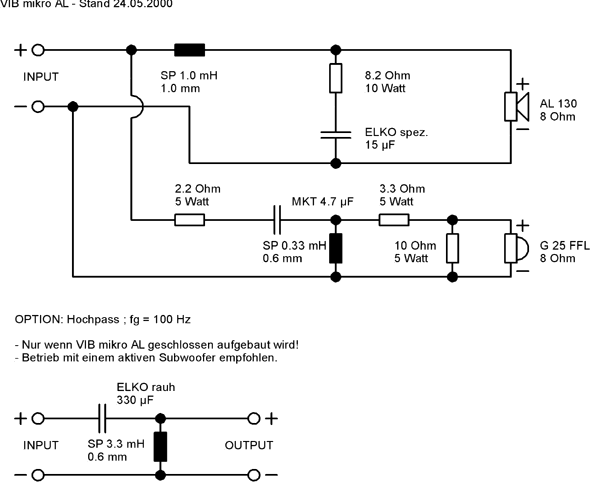 VIB mikro AL - Stand 24.05.2000
+
INPUT
−
SP 1.0 mH
1.0 mm
8.2 Ohm
10 Watt
ELKO spez.
15 µF
+
AL 130
8 Ohm
−
2.2 Ohm
5 Watt
MKT 4.7 µF
3.3 Ohm
5 Watt
SP 0.33 mH
0.6 mm
10 Ohm
5 Watt
+
G 25 FFL
8 Ohm
−
OPTION: Hochpass ; fg = 100 Hz
- Nur wenn VIB mikro AL geschlossen aufgebaut wird!
- Betrieb mit einem aktiven Subwoofer empfohlen.
ELKO rauh
330 µF
+
+
INPUT
SP 3.3 mH
0.6 mm
OUTPUT
−
−